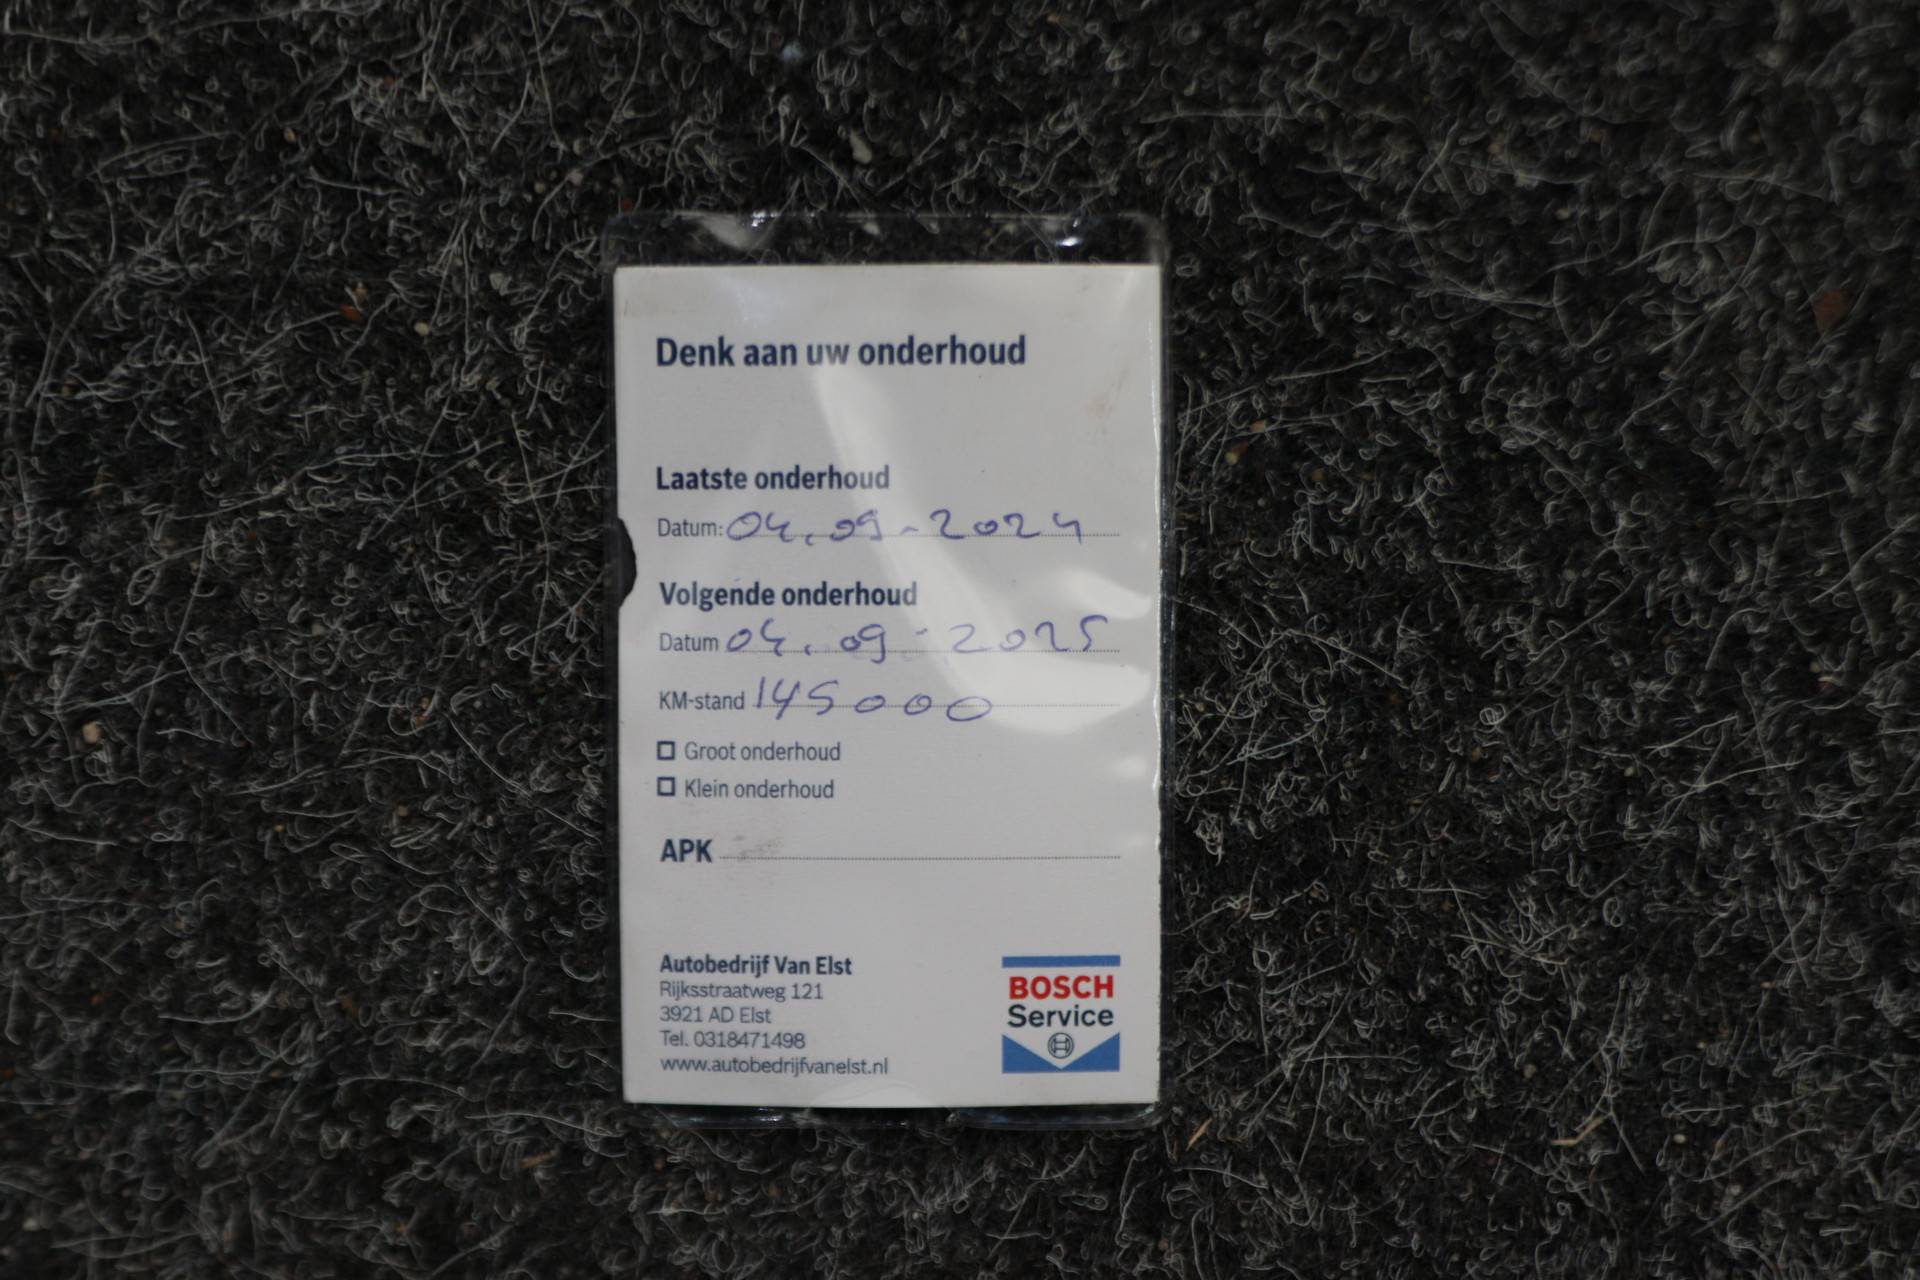 Denk aan uw onderhoud
Laatste onderhoud
Datum: 04.09-2024
Volgende onderhoud
Datum 04.09-2025
KM-stand 145000
Groot onderhoud
Klein onderhoud
APK
Autobedrijf Van Elst
Rijksstraatweg 121
3921 AD Elst
Tel. 0318471498
www.autobedrijfvanelst.nl
BOSCH
Service